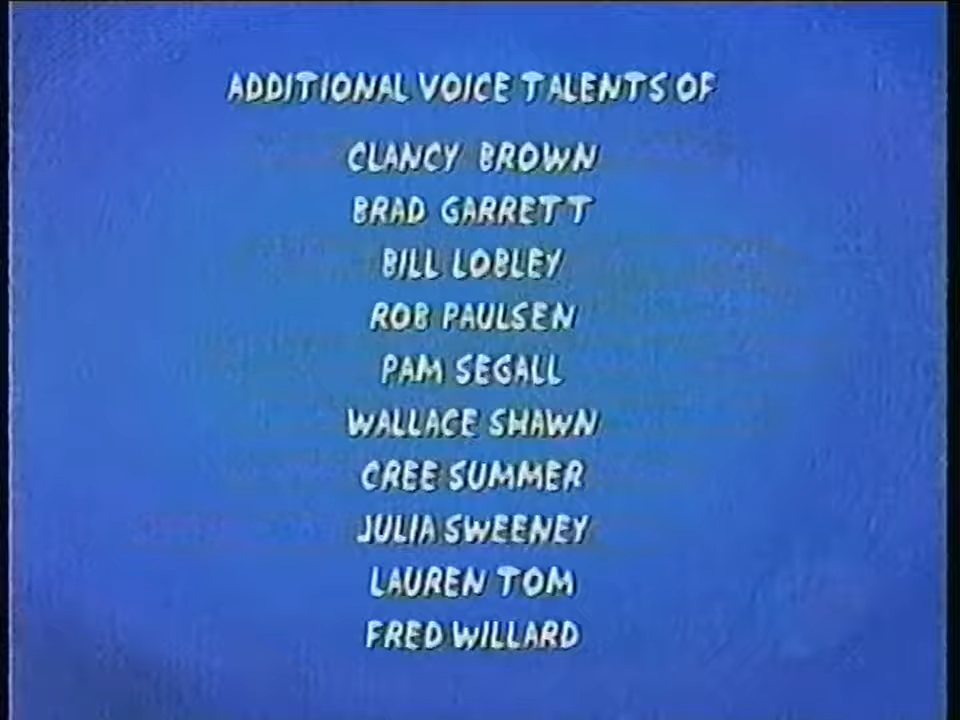 ADDITIONAL VOICE TALENTS OF
CLANCY BROWN
BRAD GARRETT
BILL LOBLEY
ROB PAULSEN
PAM SEGALL
WALLACE SHAWN
CREE SUMMER
JULIA SWEENEY
LAUREN TOM
FRED WILLARD